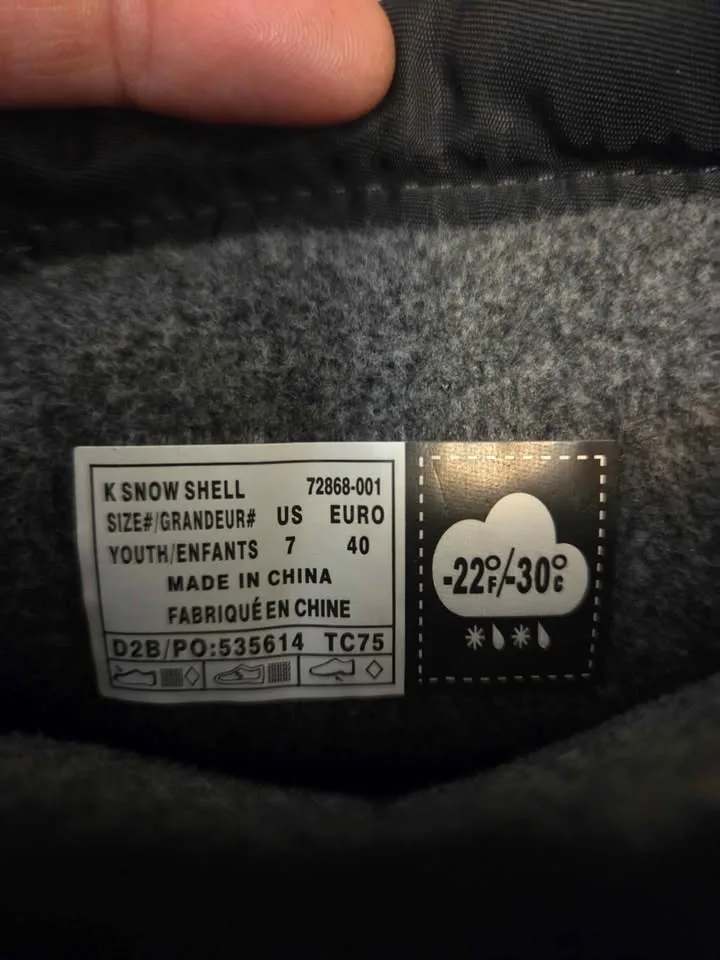 K SNOW SHELL 72868-001
SIZE#/GRANDEUR# US EURO
YOUTH/ENFANTS 7 40
MADE IN CHINA
FABRIQUÉ EN CHINE
D2B/PO:535614 TC75
-22°F/-30°C